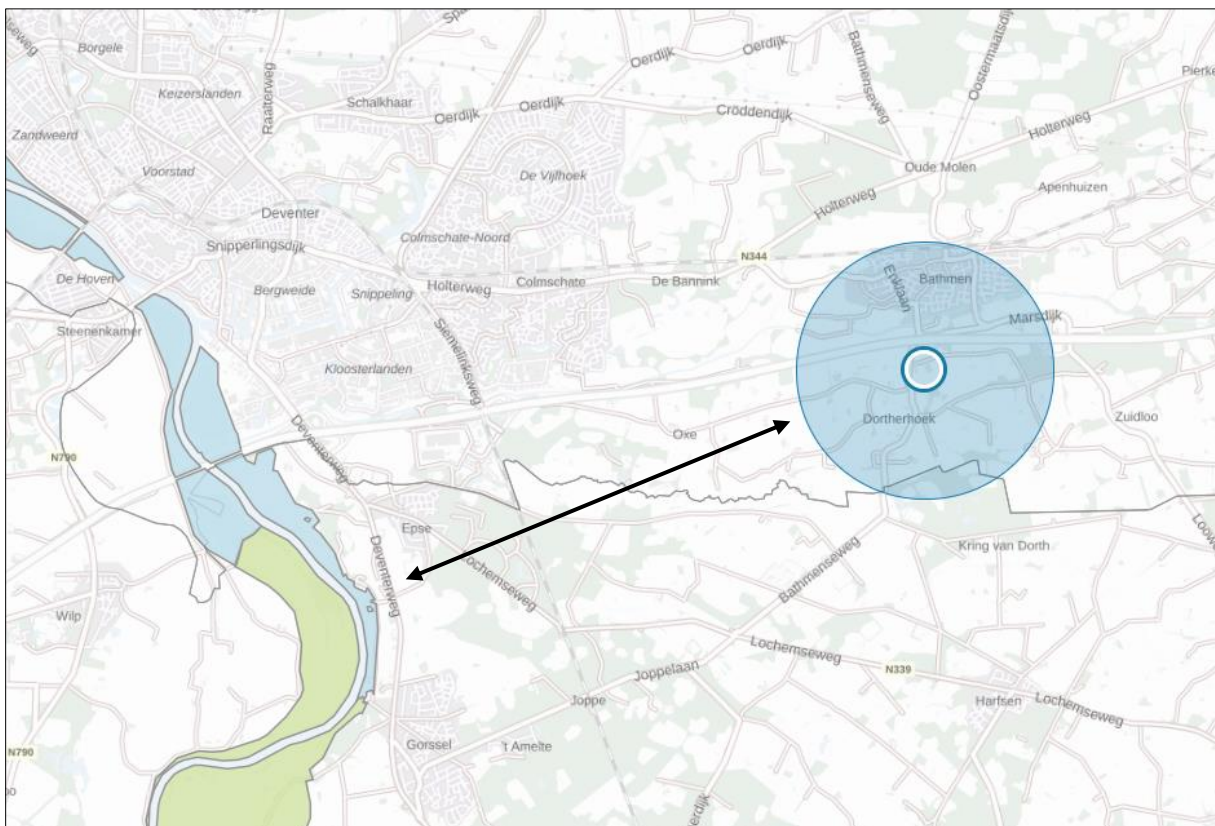 Borgele
Oerdijk
Oerdijk
Bathmenseweg
Oostermaatsdijk
Pierke
Keizerslanden
Raalterweg
Schalkhaar
Oerdijk
Oerdijk
Croddendijk
Holterweg
Zandweerd
Voorstad
De Vijfhoek
Oude Molen
Apenhuizen
Deventer
Holterweg
Snipperlingsdijk
Colmschate-Noord
N344
De Hoven
Bergweide
Snippeling
Holterweg
Colmschate
De Bannink
Enklaan
Bathmen
Steenenkamer
Siemelinksweg
Marsdijk
Kloosterlanden
Dortherhoek
Zuidloo
Deventerweg
Oxe
N790
Epse
Kring van Dorth
Deventerweg
Lochemseweg
Bathmenseweg
Wilp
Lochemseweg
N339
Joppelaan
Joppe
Harfsen
Lochemseweg
N790
Gorssel
't Amelte